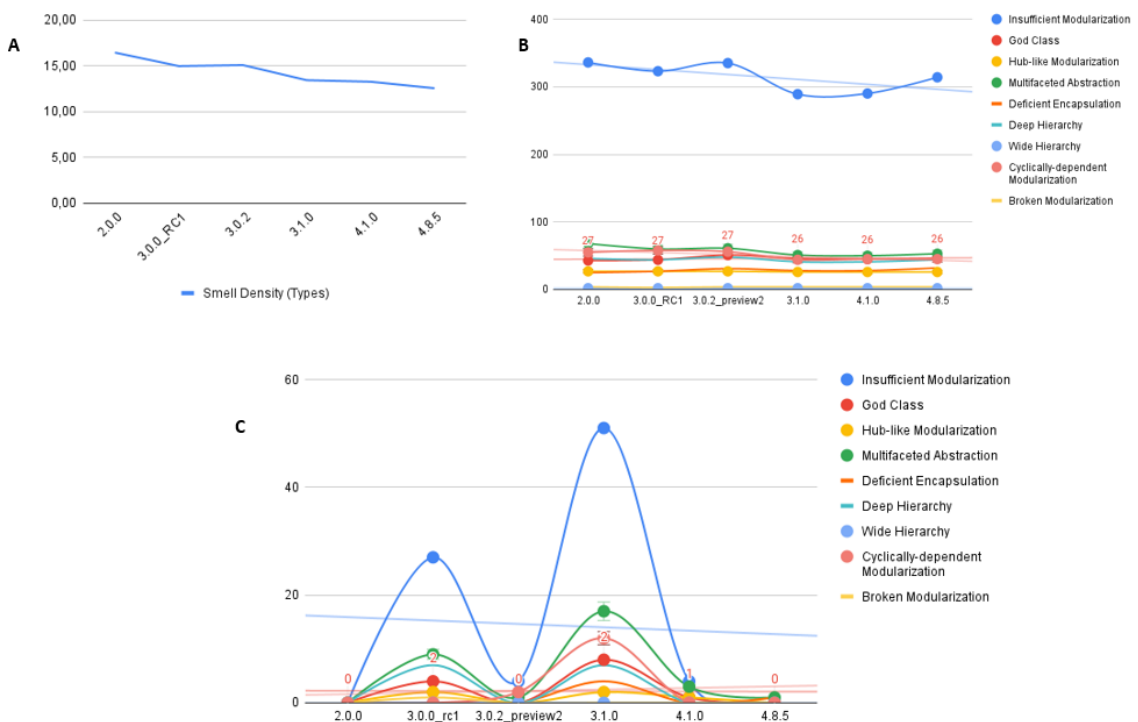 A
20,00
15,00
10,00
5,00
0,00
2.0.0
3.0.0_RC1
3.0.2
3.1.0
4.1.0
4.8.5
Smell Density (Types)
B
400
300
200
100
0
27
27
27
26
26
26
2.0.0
3.0.0_RC1
3.0.2_preview2
3.1.0
4.1.0
4.8.5
Insufficient Modularization
God Class
Hub-like Modularization
Multifaceted Abstraction
Deficient Encapsulation
Deep Hierarchy
Wide Hierarchy
Cyclically-dependent
Modularization
Broken Modularization
C
60
40
20
0
0
2
0
2
1
0
2.0.0
3.0.0_rc1
3.0.2_preview2
3.1.0
4.1.0
4.8.5
Insufficient Modularization
God Class
Hub-like Modularization
Multifaceted Abstraction
Deficient Encapsulation
Deep Hierarchy
Wide Hierarchy
Cyclically-dependent
Modularization
Broken Modularization